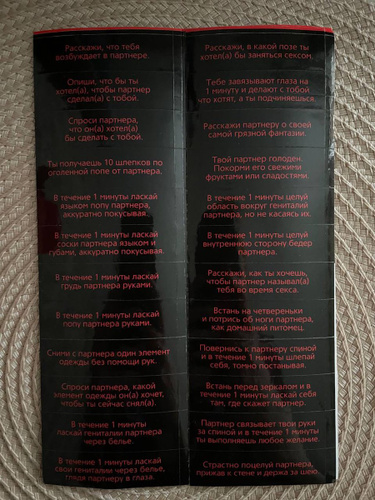 Расскажи, что тебя
возбуждает в партнере.
Опиши, что бы ты
хотел(а), чтобы партнер
сделал(а) с тобой.
Спроси партнера,
что он(а) хотел(а)
бы сделать с тобой.
Ты получаешь 10 шлепков по
оголенной попе от партнера.
В течение 1 минуты ласкай
языком попу партнера,
аккуратно покусывая.
В течение 1 минуты ласкай
соски партнера языком и
губами, аккуратно покусывая.
В течение 1 минуты ласкай
грудь партнера руками.
В течение 1 минуты ласкай
попу партнера руками.
Сними с партнера один элемент
одежды без помощи рук.
Спроси партнера, какой
элемент одежды он(а) хочет,
чтобы ты сейчас снял(а).
В течение 1 минуты
ласкай гениталии партнера
через белье.
В течение 1 минуты ласкай
свои гениталии через белье,
глядя партнеру в глаза.
Расскажи, в какой позе ты
хотел(а) бы заняться сексом.
Тебе завязывают глаза на
1 минуту и делают с тобой
что хотят, а ты подчиняешься.
Расскажи партнеру о своей
самой грязной фантазии.
Твой партнер голоден.
Покорми его свежими
фруктами или сладостями.
В течение 1 минуты целуй
область вокруг гениталий
партнера, но не касаясь их.
В течение 1 минуты целуй
внутреннюю сторону бедер
партнера.
Расскажи, как ты хочешь,
чтобы партнер называл(а)
тебя во время секса.
Встань на четвереньки
и потрись об ноги партнера,
как домашний питомец.
Повернись к партнеру спиной
и в течение 1 минуты шлепай
себя, томно постанывая.
Встань перед зеркалом и в
течение 1 минуты ласкай себя
там, где скажет партнер.
Партнер связывает твои руки
за спиной и в течение 1 минуты
ты выполняешь любое желание.
Страстно поцелуй партнера,
прижав к стене и держа за шею.